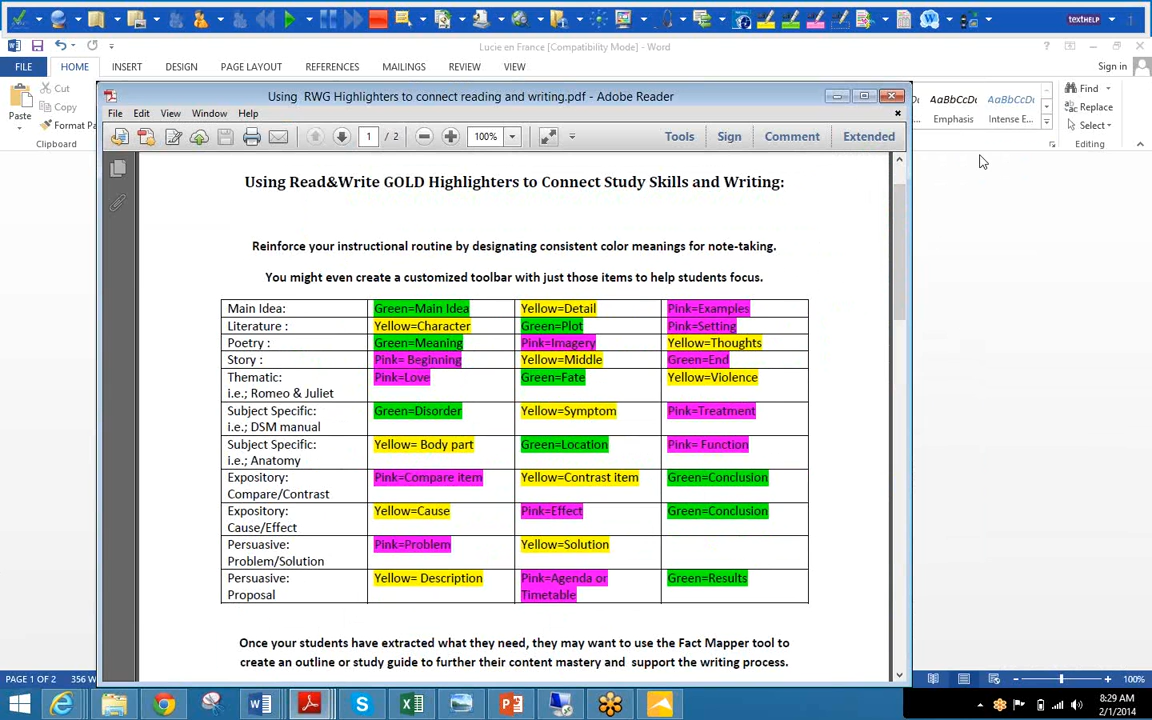 texthelp
Lucie en France [Compatibility Mode] - Word
FILE HOME INSERT DESIGN PAGE LAYOUT REFERENCES MAILINGS REVIEW VIEW Sign in
Paste
Cut
Copy
Format Pa
Clipboard
Using RWG Highlighters to connect reading and writing.pdf - Adobe Reader
File Edit View Window Help
1 / 2 100% Tools Sign Comment Extended
AaBbCcDc AaBbCcDc
Emphasis Intense E...
Find
Replace
Select
Editing
Using Read&Write GOLD Highlighters to Connect Study Skills and Writing:
Reinforce your instructional routine by designating consistent color meanings for note-taking.
You might even create a customized toolbar with just those items to help students focus.
Main Idea: Green=Main Idea Yellow=Detail Pink=Examples
Literature : Yellow=Character Green=Plot Pink=Setting
Poetry : Green=Meaning Pink=Imagery Yellow=Thoughts
Story : Pink= Beginning Yellow=Middle Green=End
Thematic: Pink=Love Green=Fate Yellow=Violence
i.e.; Romeo & Juliet
Subject Specific: Green=Disorder Yellow=Symptom Pink=Treatment
i.e.; DSM manual
Subject Specific: Yellow= Body part Green=Location Pink= Function
i.e.; Anatomy
Expository: Pink=Compare item Yellow=Contrast item Green=Conclusion
Compare/Contrast
Expository: Yellow=Cause Pink=Effect Green=Conclusion
Cause/Effect
Persuasive: Pink=Problem Yellow=Solution
Problem/Solution
Persuasive: Yellow= Description Pink=Agenda or Green=Results
Proposal Timetable
Once your students have extracted what they need, they may want to use the Fact Mapper tool to
create an outline or study guide to further their content mastery and support the writing process.
PAGE 1 OF 2 356 W 100%
8:29 AM
2/1/2014